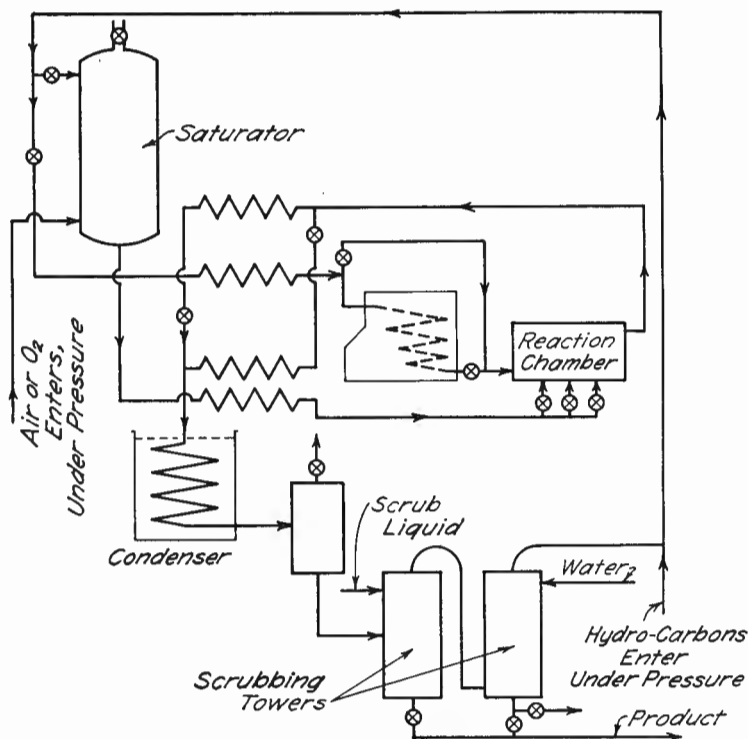 Saturator
Reaction
Chamber
Air or O₂
Enters,
Under Pressure
Condenser
Scrub
Liquid
Water
Hydro-Carbons
Enter
Under Pressure
Scrubbing
Towers
Product